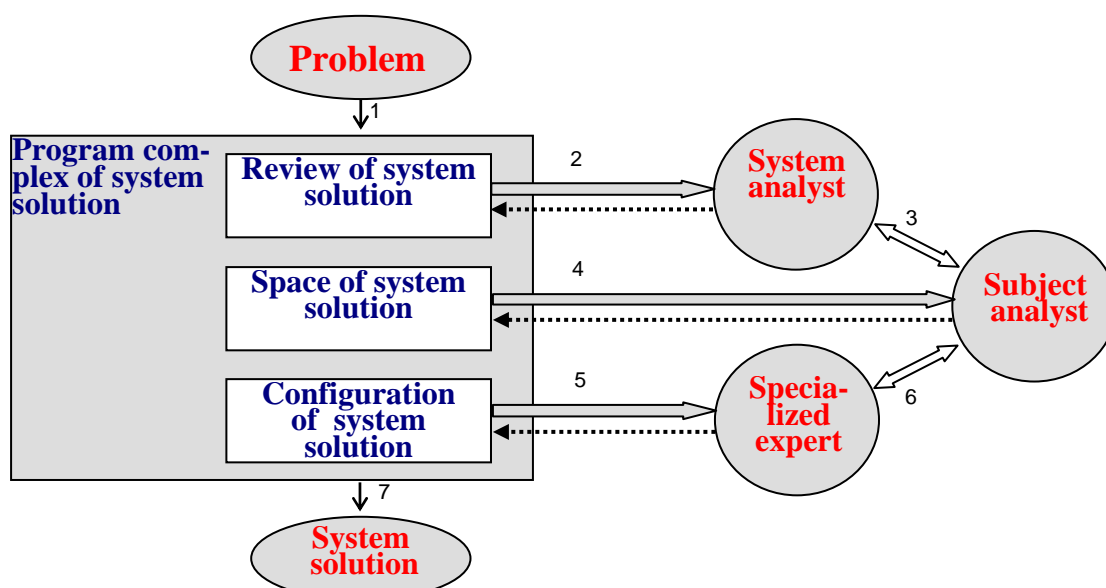 Problem
1
Program com-
plex of system
solution
Review of system
solution
2
System
analyst
3
Space of system
solution
4
Subject
analyst
Configuration
of system
solution
5
Specia-
lized
expert
6
7
System
solution